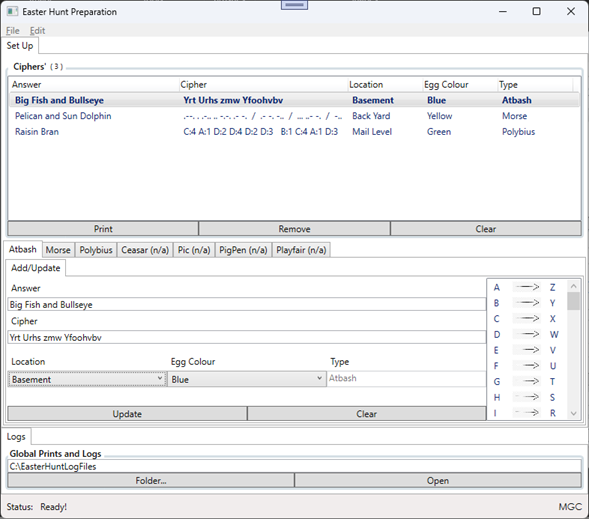 Easter Hunt Preparation
File Edit
Set Up
Ciphers' ( 3 )
Answer Cipher Location Egg Colour Type
Big Fish and Bullseye Yrt Urhs zmw Yfoohvbv Basement Blue Atbash
Pelican and Sun Dolphin .--. . .-.. .. -.-. .- -. / .- -. -.. / ... ..- -. / -.. Back Yard Yellow Morse
Raisin Bran C:4 A:1 D:2 D:4 D:2 D:3 B:1 C:4 A:1 D:3 Mail Level Green Polybius
Print Remove Clear
Atbash Morse Polybius Ceasar (n/a) Pic (n/a) PigPen (n/a) Playfair (n/a)
Add/Update
Answer
Big Fish and Bullseye
Cipher
Yrt Urhs zmw Yfoohvbv
Location Egg Colour Type
Basement Blue Atbash
Update Clear
A Z
B Y
C X
D W
E V
F U
G T
H S
I R
Logs
Global Prints and Logs
C:\EasterHuntLogFiles
Folder... Open
Status: Ready! MGC